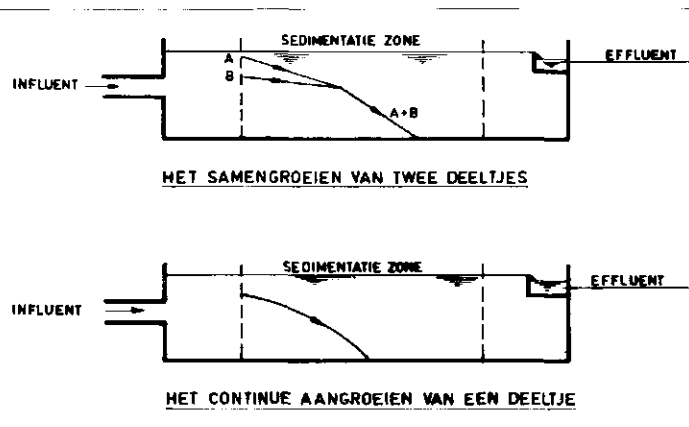 SEDIMENTATIE ZONE
EFFLUENT
A
B
INFLUENT
A+B
HET SAMENGROEIEN VAN TWEE DEELTJES
SEDIMENTATIE ZONE
EFFLUENT
INFLUENT
HET CONTINUE AANGROEIEN VAN EEN DEELTJE